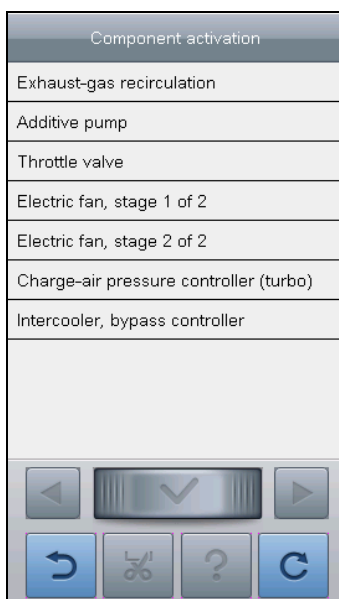 Component activation
Exhaust-gas recirculation
Additive pump
Throttle valve
Electric fan, stage 1 of 2
Electric fan, stage 2 of 2
Charge-air pressure controller (turbo)
Intercooler, bypass controller
?